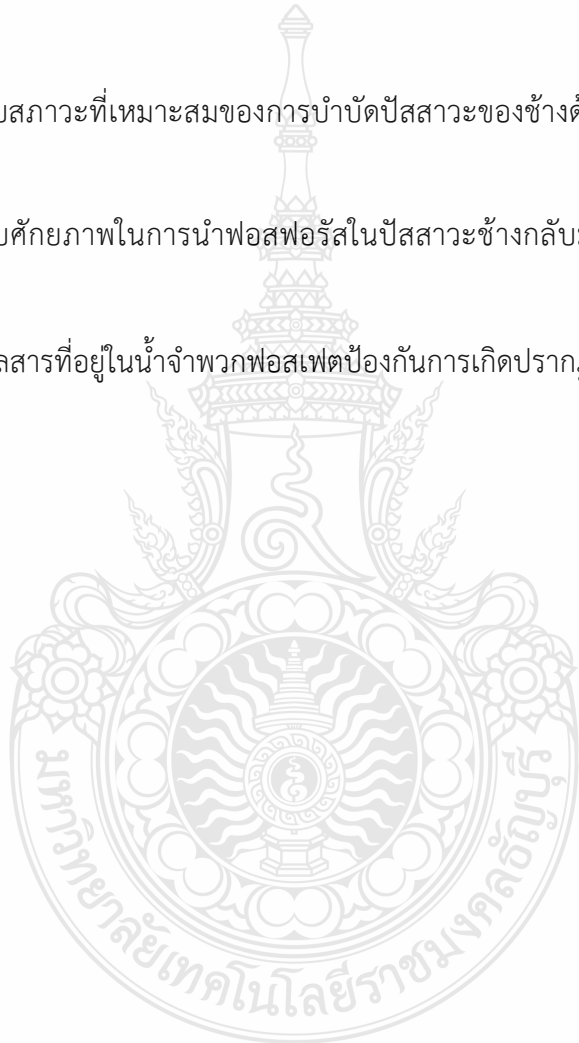 บสภาวะที่เหมาะสมของการบำบัดปัสสาวะของช้างด้
บศักยภาพในการนำฟอสฟอรัสในปัสสาวะช้างกลับม
ลสารที่อยู่ในน้ำจำพวกฟอสเฟตป้องกันการเกิดปราก
มหาวิทยาลัยเทคโนโลยีราชมงคลธัญบุรี